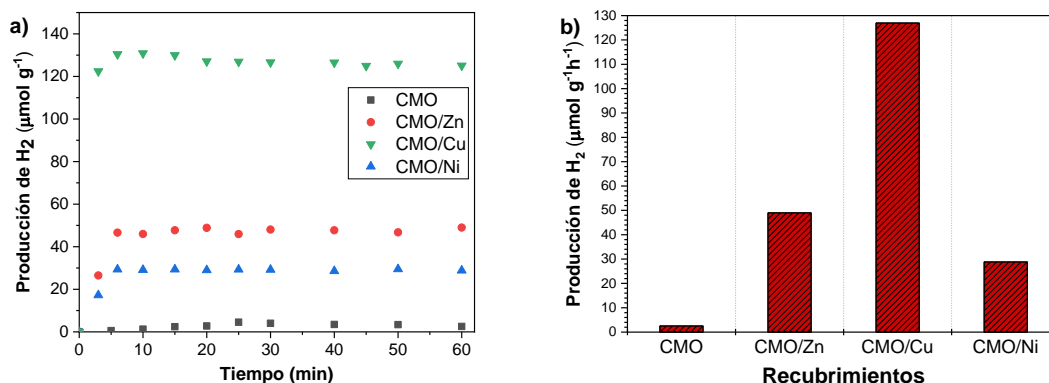 a)
Producción de H2 (µmol g-1)
140
120
100
80
60
40
20
0
0 10 20 30 40 50 60
Tiempo (min)
CMO
CMO/Zn
CMO/Cu
CMO/Ni
b)
Producción de H2 (µmol g-1h-1)
130
120
110
100
90
80
70
60
50
40
30
20
10
0
CMO CMO/Zn CMO/Cu CMO/Ni
Recubrimientos